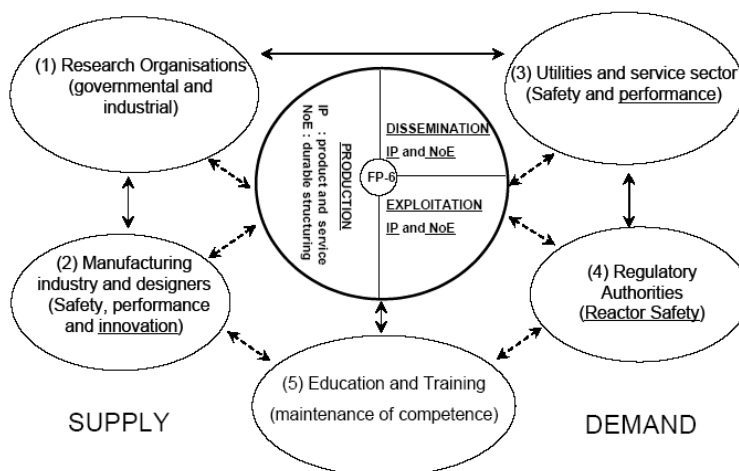 (1) Research Organisations
(governmental and
industrial)
(3) Utilities and service sector
(Safety and performance)
PRODUCTION
IP : product and service
NoE : durable structuring
DISSEMINATION
IP and NoE
FP-6
EXPLOITATION
IP and NoE
(2) Manufacturing
industry and designers
(Safety, performance
and innovation)
(4) Regulatory
Authorities
(Reactor Safety)
(5) Education and Training
(maintenance of competence)
SUPPLY
DEMAND